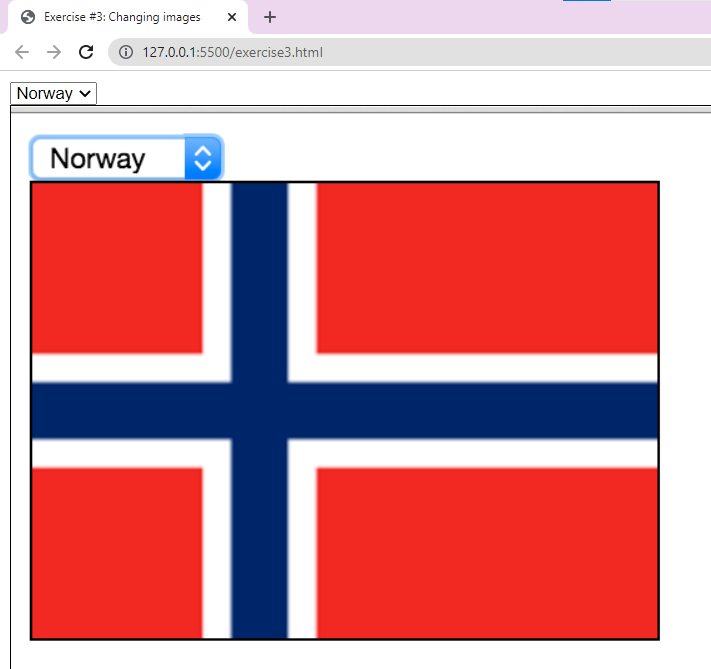 Exercise #3: Changing images
127.0.0.1:5500/exercise3.html
Norway
Norway